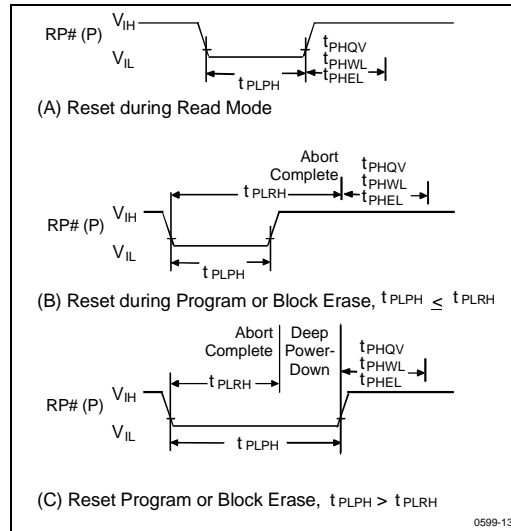 RP# (P)
V IH
V IL
t PLPH
t PHQV
t PHWL
t PHEL
(A) Reset during Read Mode
Abort
Complete
t PHQV
t PHWL
t PHEL
t PLRH
RP# (P)
V IH
V IL
t PLPH
(B) Reset during Program or Block Erase, t PLPH ≤ t PLRH
Abort
Complete
Deep
Power-
Down
t PHQV
t PHWL
t PHEL
t PLRH
RP# (P)
V IH
V IL
t PLPH
(C) Reset Program or Block Erase, t PLPH > t PLRH
0599-13